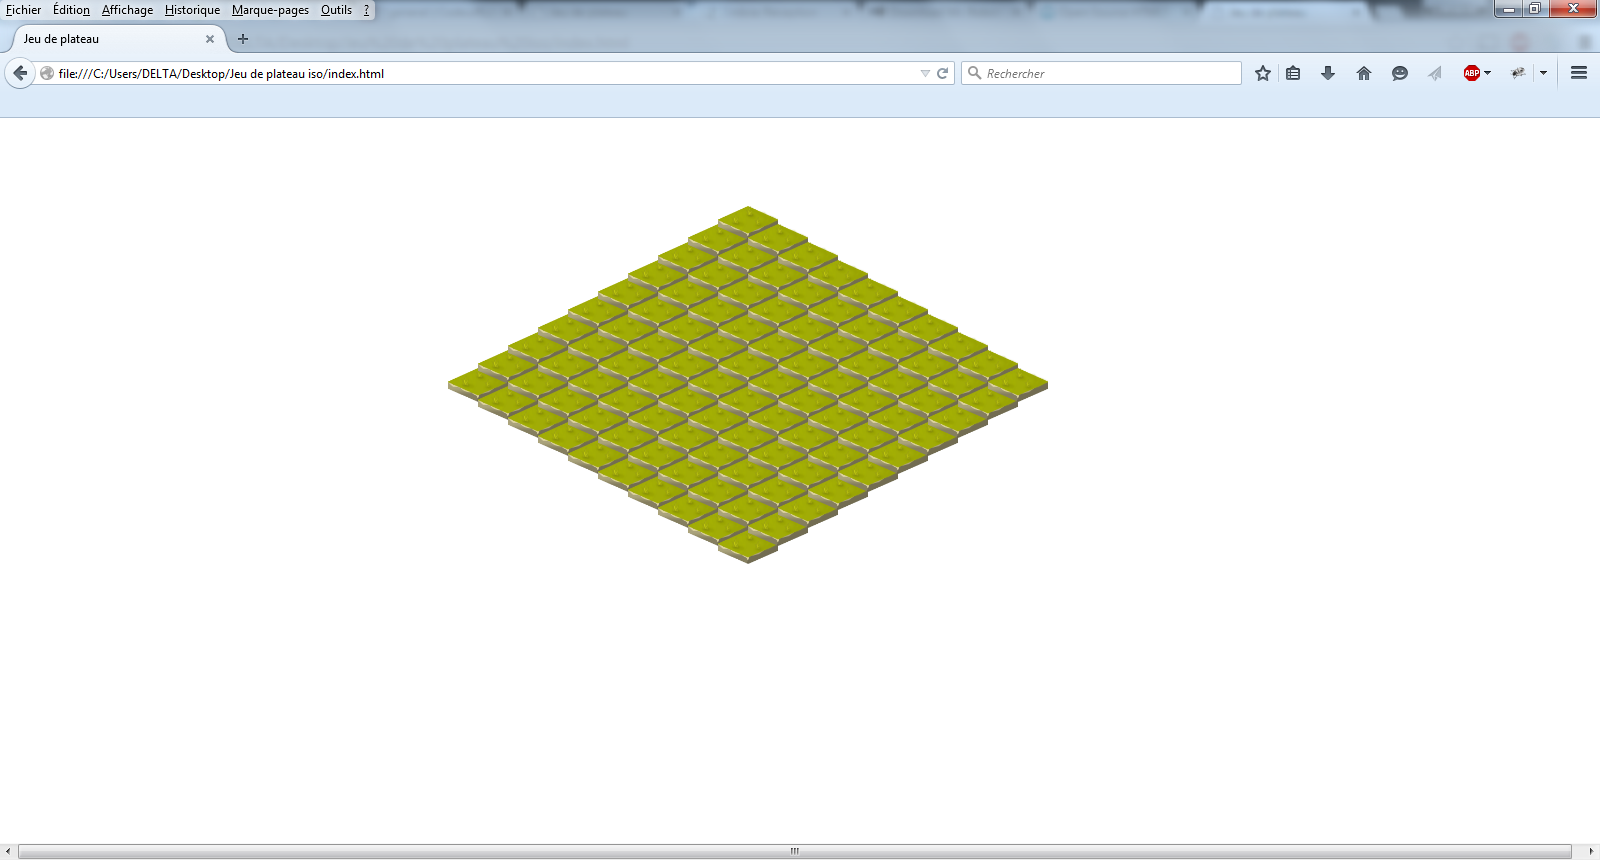 Fichier Édition Affichage Historique Marque-pages Outils ?
Jeu de plateau
file:///C:/Users/DELTA/Desktop/Jeu de plateau iso/index.html
Rechercher
ABP